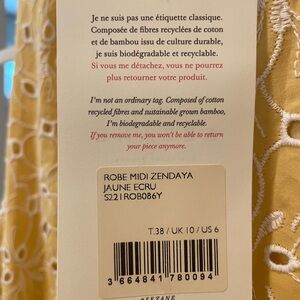 Je ne suis pas une étiquette classique.
Composée de fibres recyclées de coton
et de bambou issu de culture durable,
je suis biodégradable et recyclable.
Si vous me détachez, vous ne pourrez
plus retourner votre produit.
I'm not an ordinary tag. Composed of cotton
recycled fibres and sustainable grown bamboo,
I'm biodegradable and recyclable.
If you remove me, you won't be able to return
your piece anymore.
ROBE MIDI ZENDAYA
JAUNE ECRU
S221ROB086Y
T.38 / UK 10 / US 6
3 664841 780094